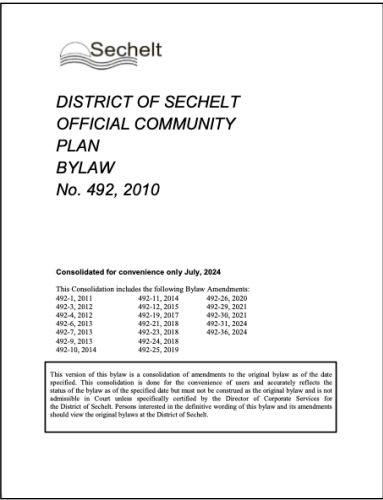 Sechelt
DISTRICT OF SECHELT
OFFICIAL COMMUNITY
PLAN
BYLAW
No. 492, 2010
Consolidated for convenience only July, 2024
This Consolidation includes the following Bylaw Amendments:
492-1, 2011 492-11, 2014 492-26, 2020
492-3, 2012 492-12, 2015 492-29, 2021
492-4, 2012 492-19, 2017 492-30, 2021
492-6, 2013 492-21, 2018 492-31, 2024
492-7, 2013 492-23, 2018 492-36, 2024
492-9, 2013 492-24, 2018
492-10, 2014 492-25, 2019
This version of this bylaw is a consolidation of amendments to the original bylaw as of the date
specified. This consolidation is done for the convenience of users and accurately reflects the
status of the bylaw as of the specified date but must not be construed as the original bylaw and is not
admissible in Court unless specifically certified by the Director of Corporate Services for
the District of Sechelt. Persons interested in the definitive wording of this bylaw and its amendments
should view the original bylaws at the District of Sechelt.